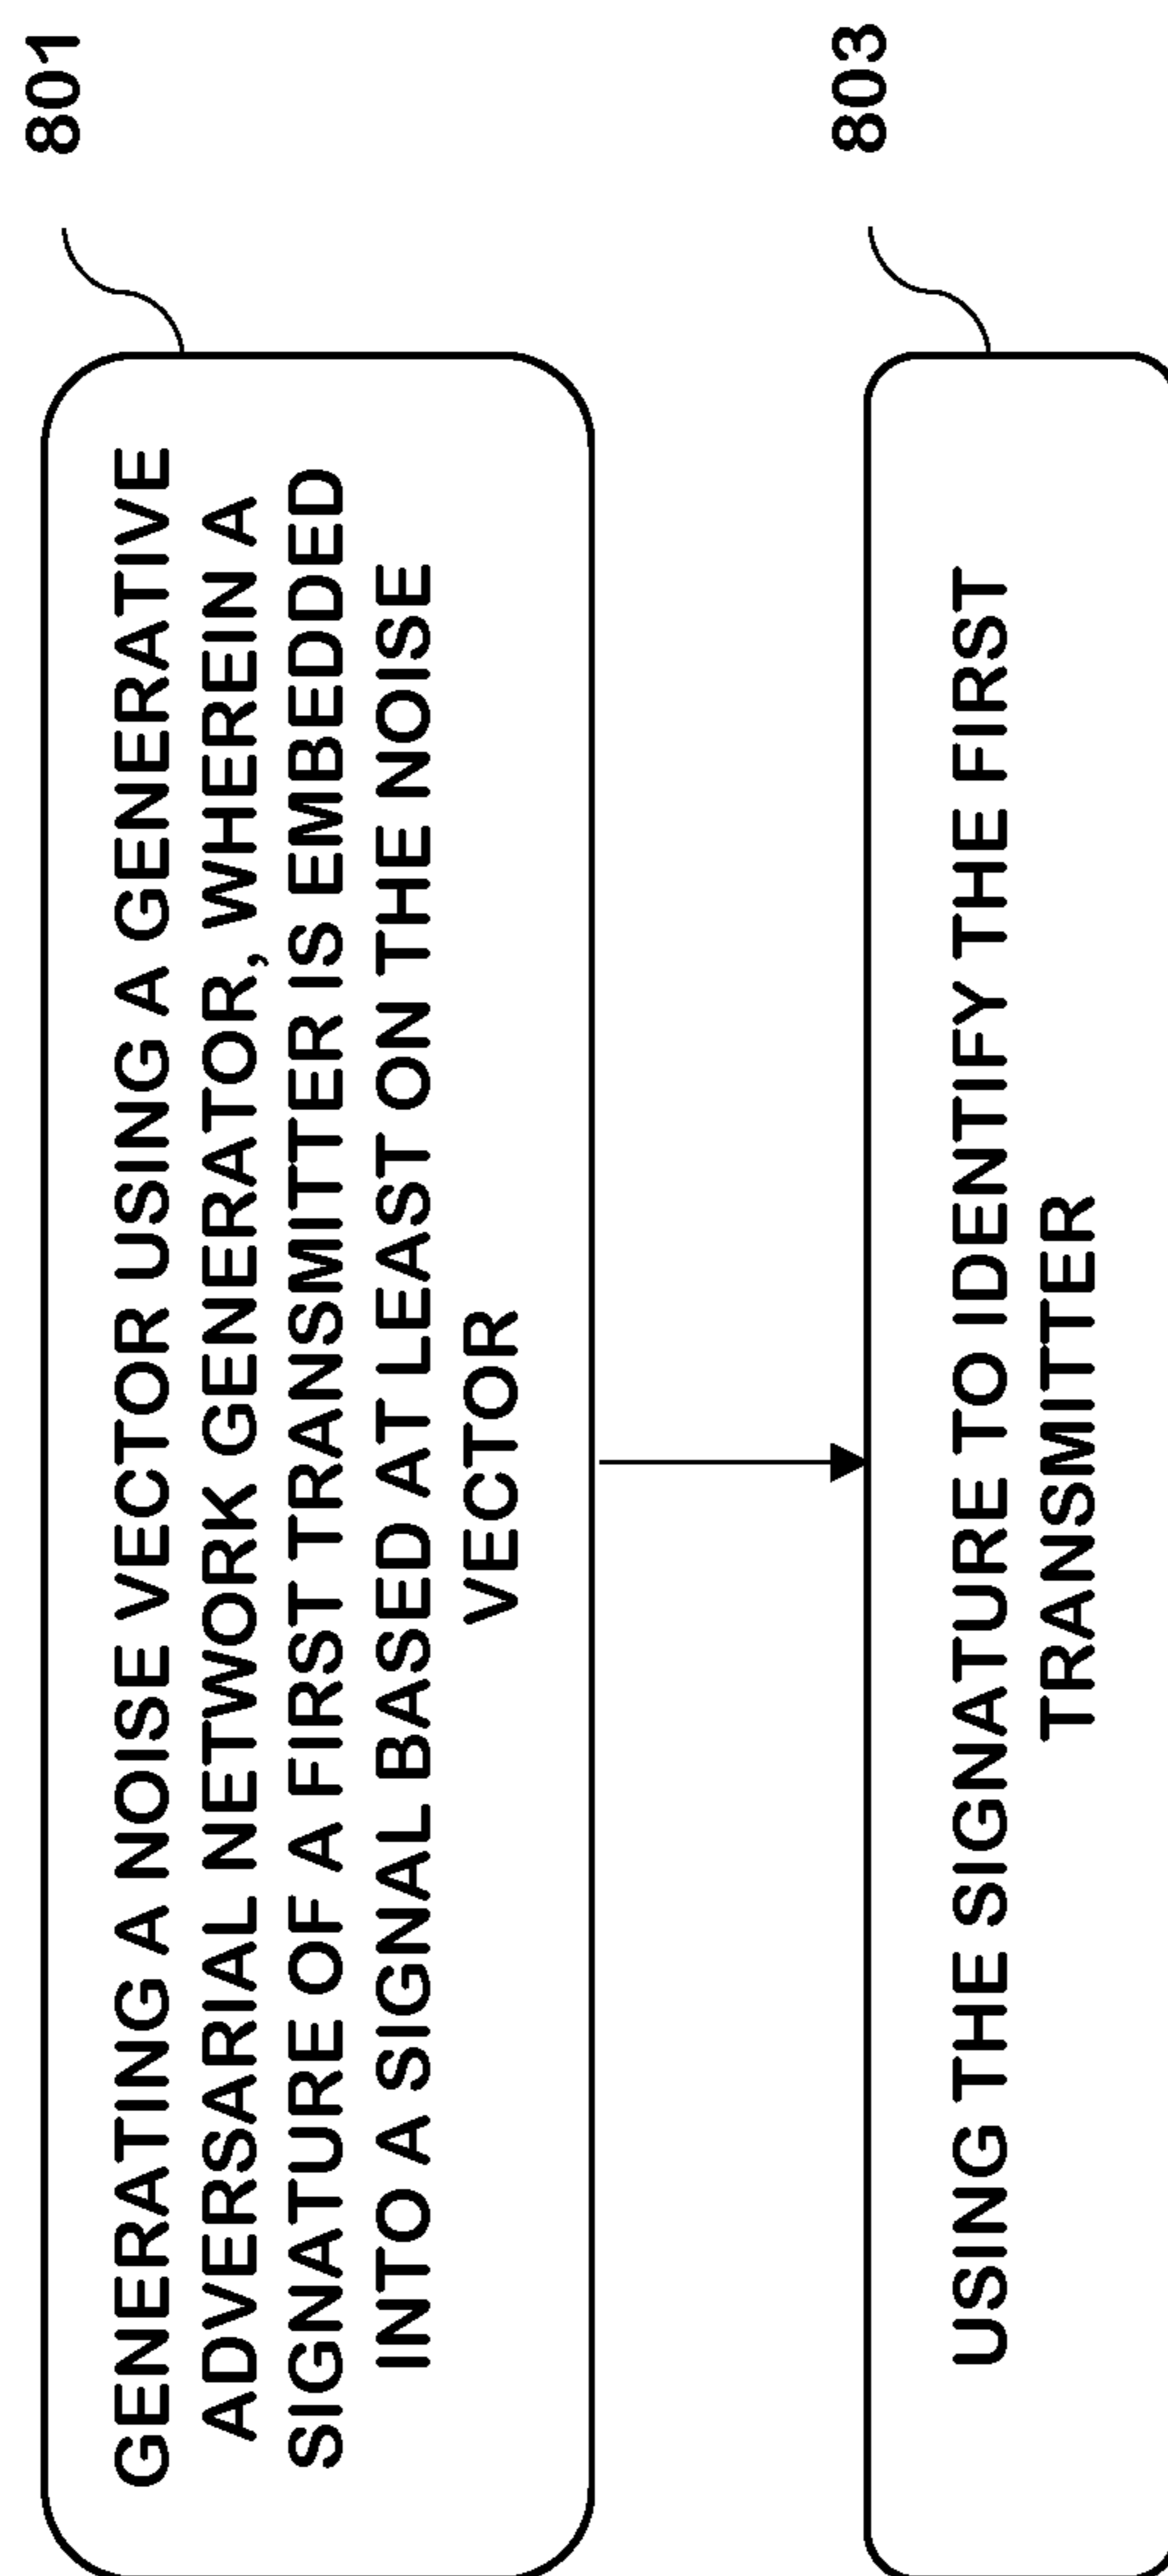 801
GENERATING A NOISE VECTOR USING A GENERATIVE
ADVERSARIAL NETWORK GENERATOR, WHEREIN A
SIGNATURE OF A FIRST TRANSMITTER IS EMBEDDED
INTO A SIGNAL BASED AT LEAST ON THE NOISE
VECTOR
803
USING THE SIGNATURE TO IDENTIFY THE FIRST
TRANSMITTER